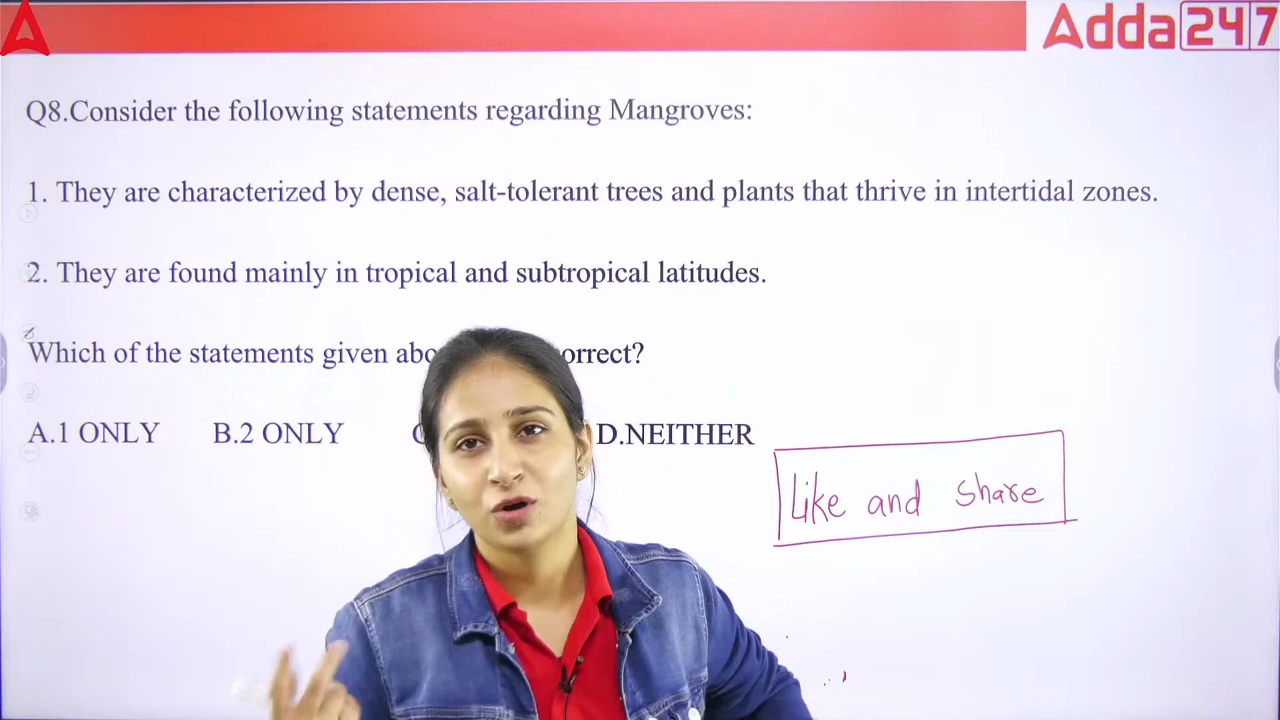 Adda247
Q8.Consider the following statements regarding Mangroves:
1. They are characterized by dense, salt-tolerant trees and plants that thrive in intertidal zones.
2. They are found mainly in tropical and subtropical latitudes.
Which of the statements given orrect?
A.1 ONLY B.2 ONLY D.NEITHER
Like and share